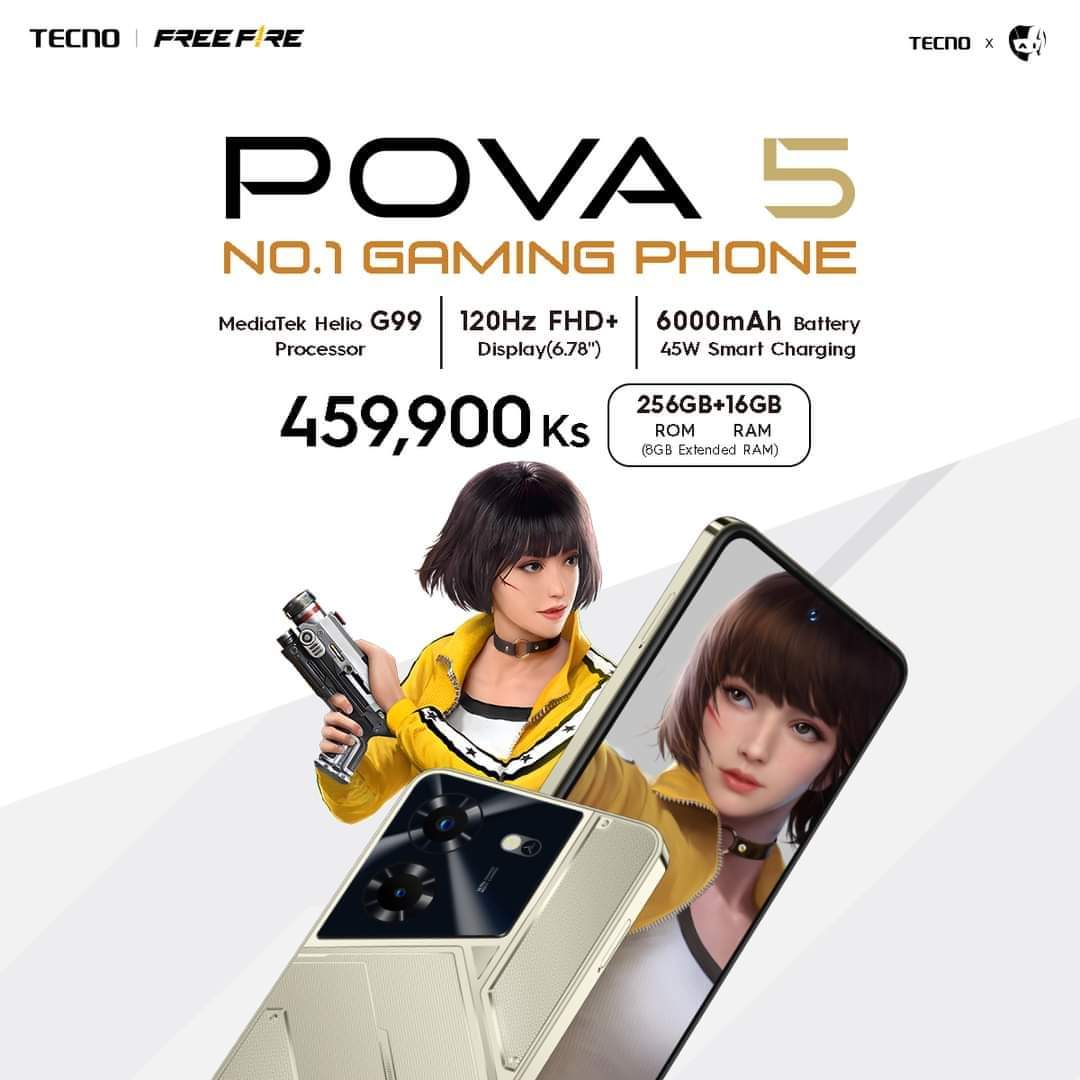 TECNO | FREE FIRE
TECNO x
POVA 5
NO.1 GAMING PHONE
MediaTek Helio G99
Processor
120Hz FHD+
Display(6.78")
6000mAh Battery
45W Smart Charging
459,900 Ks
256GB+16GB
ROM RAM
(8GB Extended RAM)